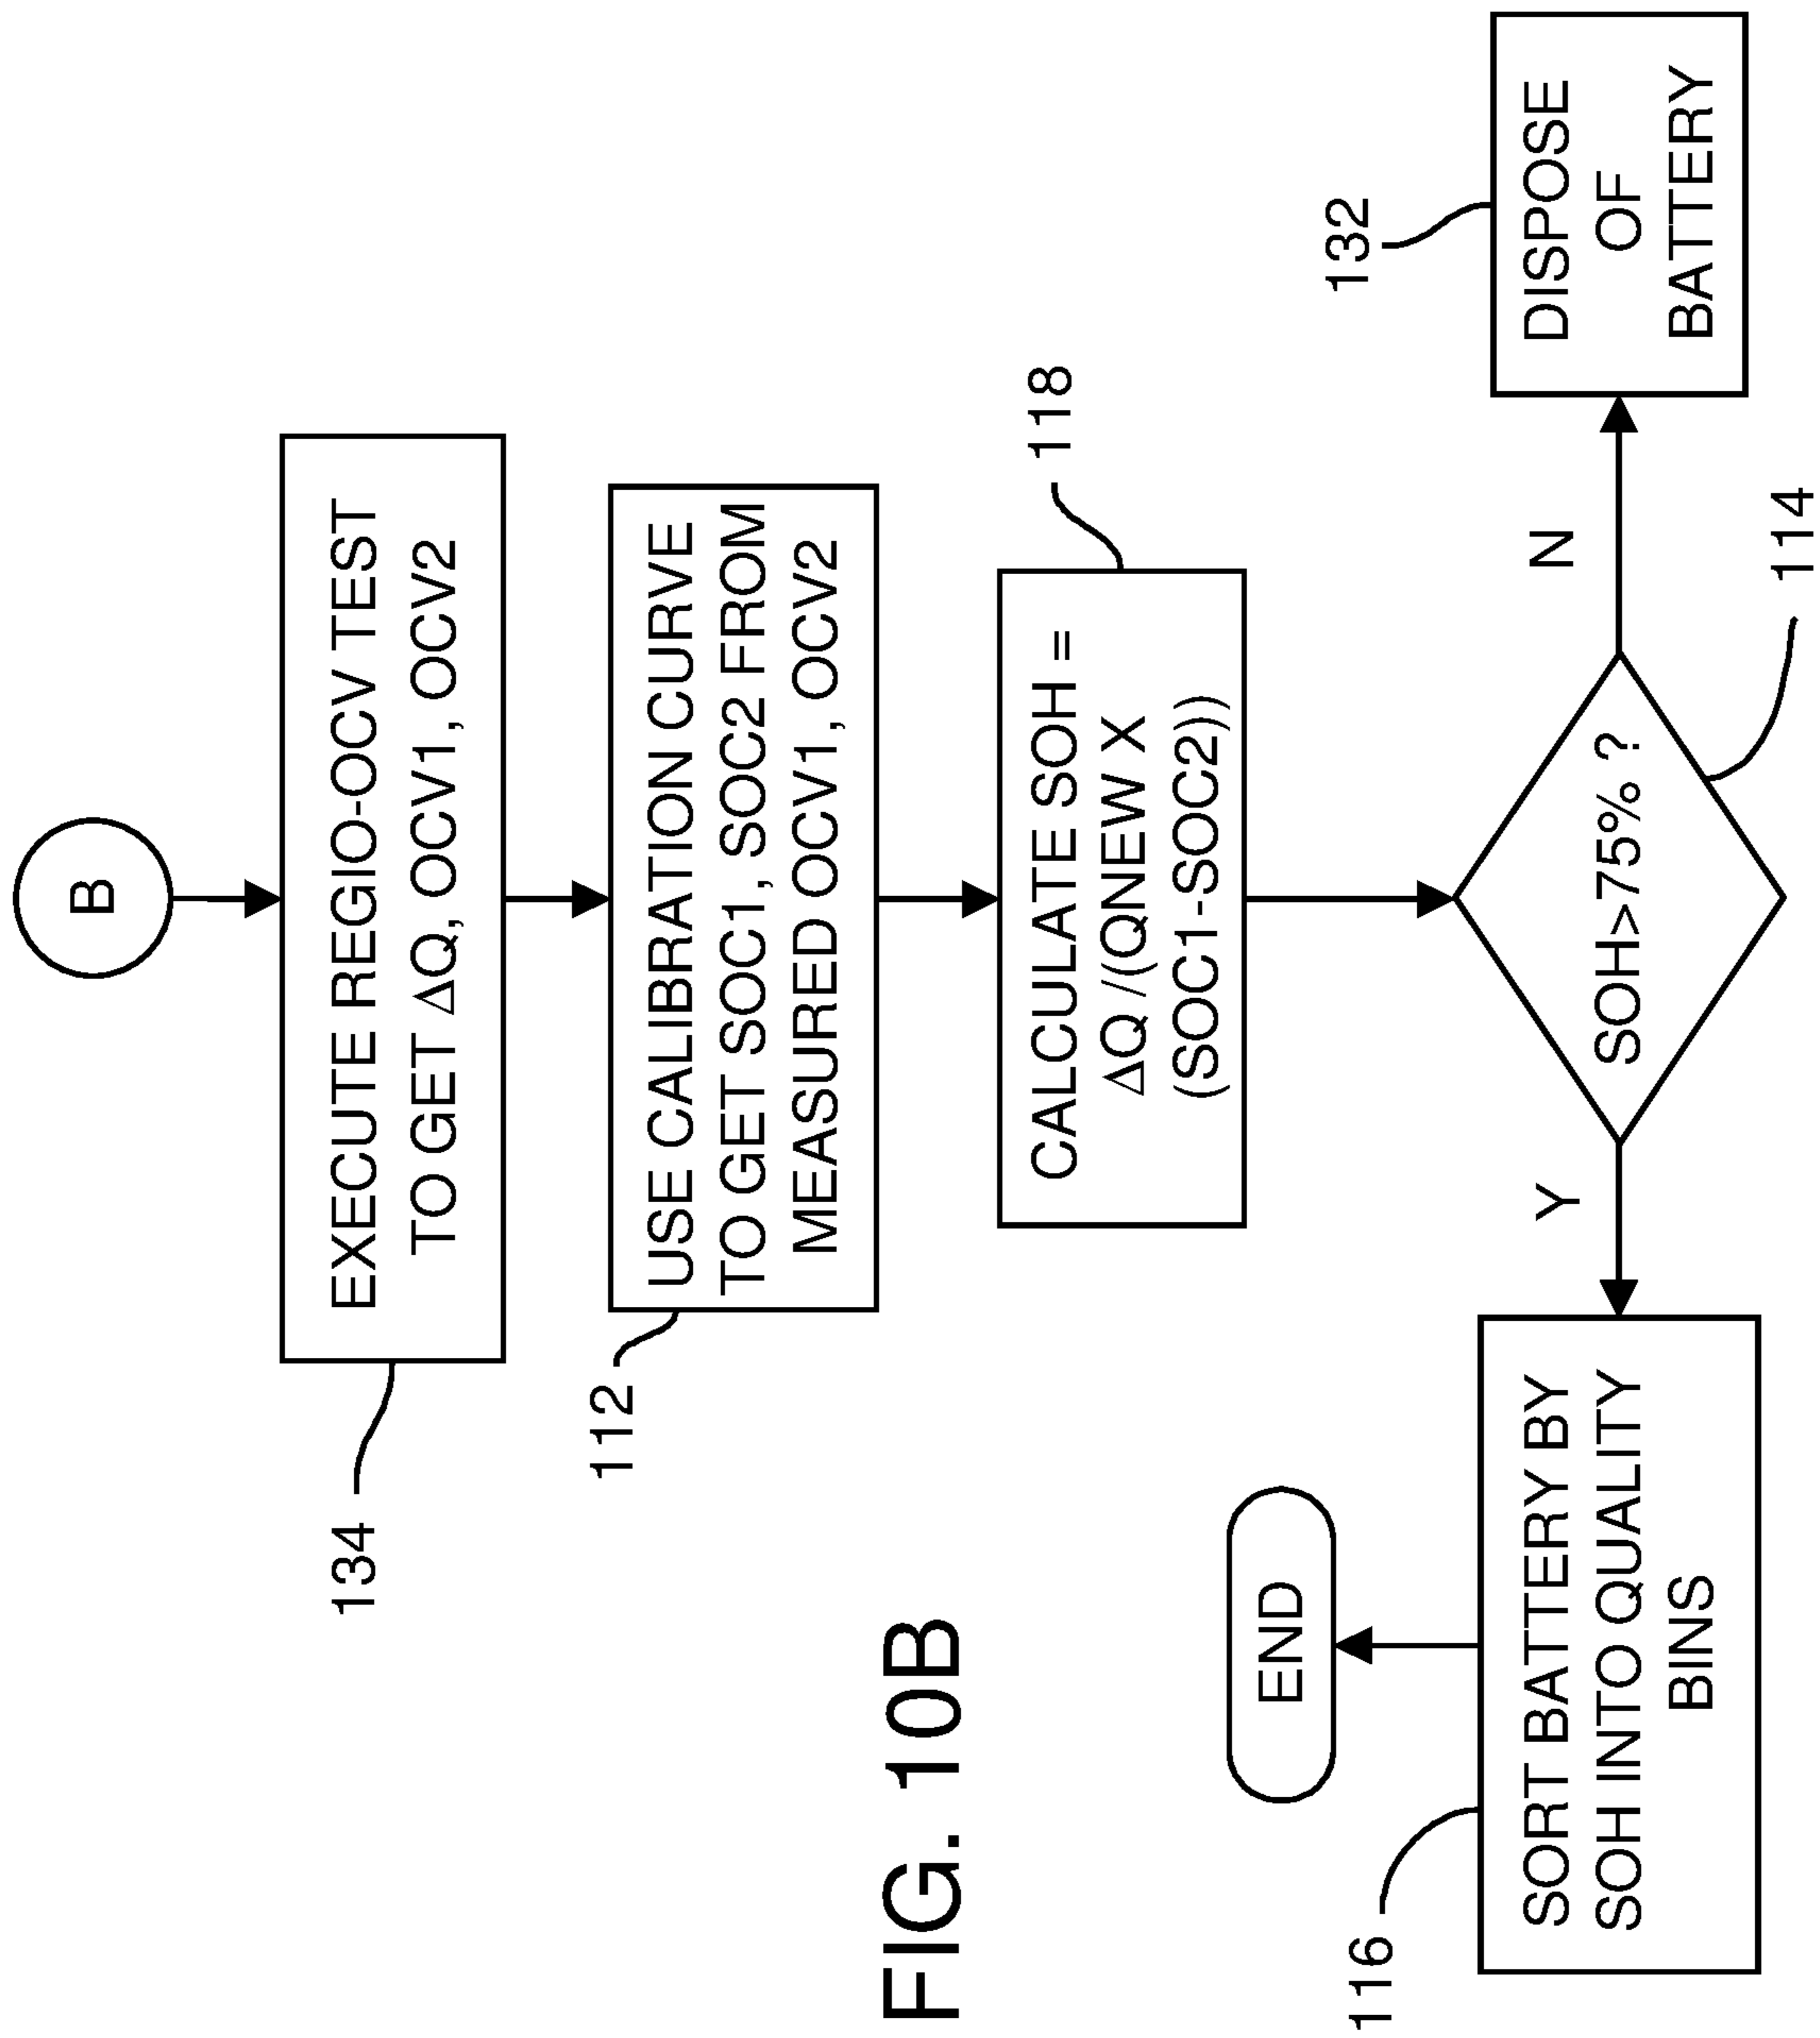 B
EXECUTE REGIO-OCV TEST
TO GET ΔQ, OCV1, OCV2
134
USE CALIBRATION CURVE
TO GET SOC1, SOC2 FROM
MEASURED OCV1, OCV2
112
CALCULATE SOH =
ΔQ /(QNEW X
(SOC1-SOC2)))
118
SOH>75% ?
114
Y
N
SORT BATTERY BY
SOH INTO QUALITY
BINS
116
DISPOSE
OF
BATTERY
132
END
FIG. 10B